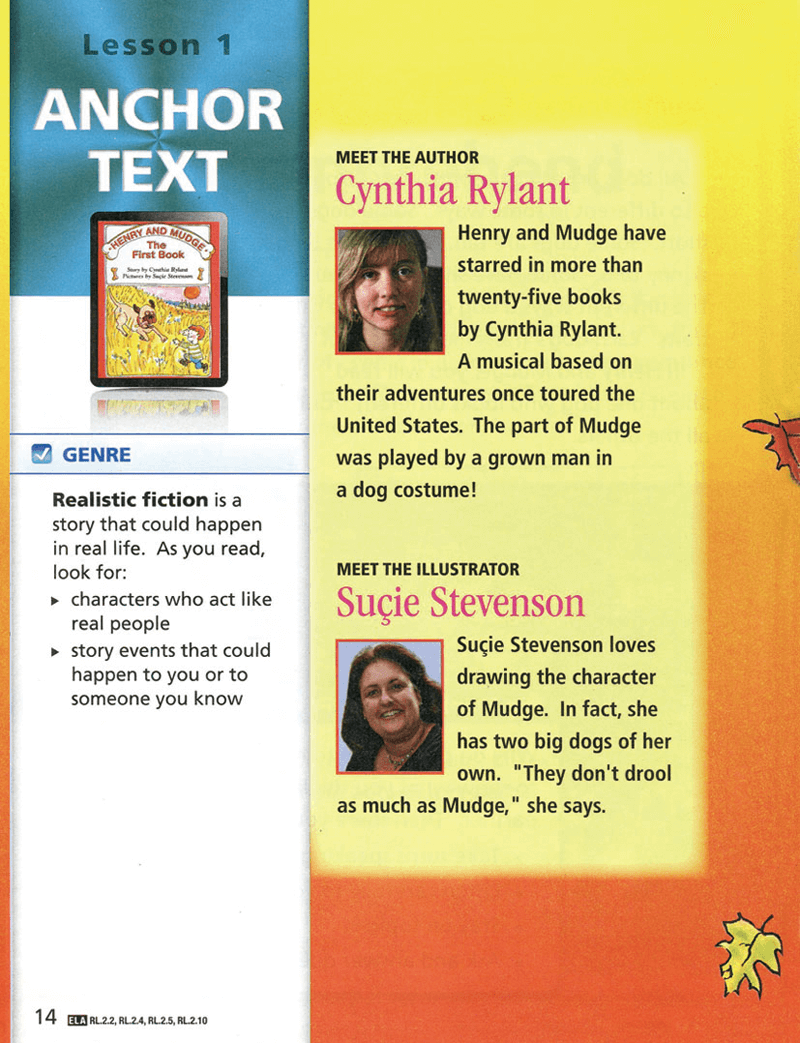 Lesson 1
ANCHOR
TEXT
HENRY AND MUDGE
The
First Book
Story by Cynthia Rylant
Pictures by Suçie Stevenson
GENRE
Realistic fiction is a
story that could happen
in real life. As you read,
look for:
▸ characters who act like
real people
▸ story events that could
happen to you or to
someone you know
MEET THE AUTHOR
Cynthia Rylant
Henry and Mudge have
starred in more than
twenty-five books
by Cynthia Rylant.
A musical based on
their adventures once toured the
United States. The part of Mudge
was played by a grown man in
a dog costume!
MEET THE ILLUSTRATOR
Suçie Stevenson
Suçie Stevenson loves
drawing the character
of Mudge. In fact, she
has two big dogs of her
own. "They don't drool
as much as Mudge," she says.
14 ELA RL.2.2, RL.2.4, RL.2.5, RL.2.10